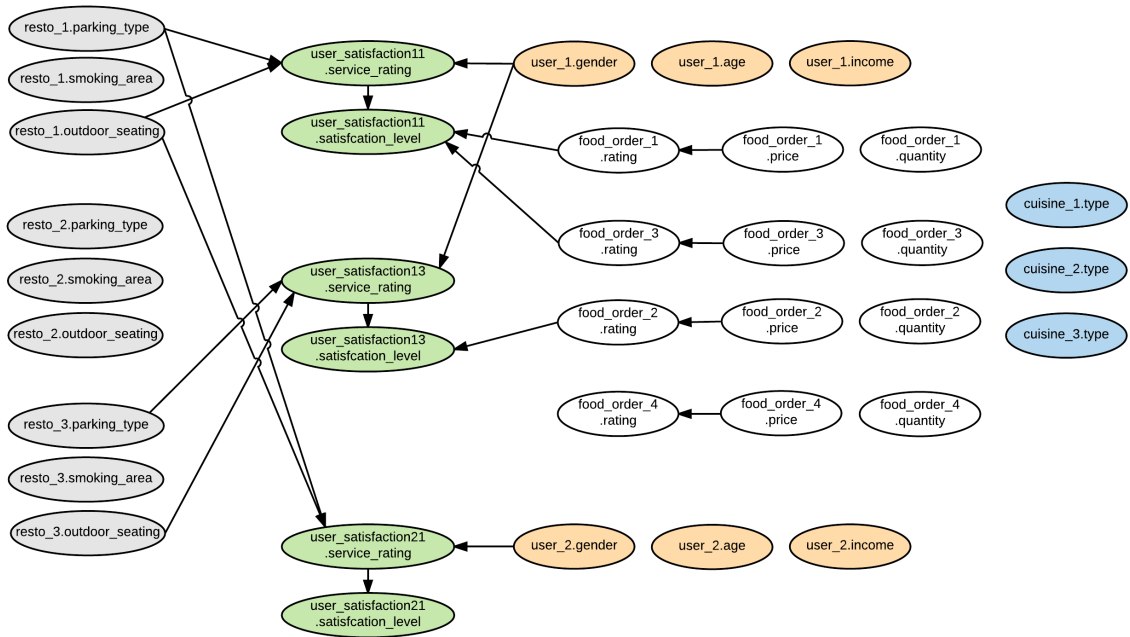 resto_1.parking_type
resto_1.smoking_area
resto_1.outdoor_seating
resto_2.parking_type
resto_2.smoking_area
resto_2.outdoor_seating
resto_3.parking_type
resto_3.smoking_area
resto_3.outdoor_seating
user_satisfaction11
.service_rating
user_satisfaction11
.satisfcation_level
user_satisfaction13
.service_rating
user_satisfaction13
.satisfcation_level
user_satisfaction21
.service_rating
user_satisfaction21
.satisfcation_level
user_1.gender
user_1.age
user_1.income
food_order_1
.rating
food_order_1
.price
food_order_1
.quantity
food_order_3
.rating
food_order_3
.price
food_order_3
.quantity
food_order_2
.rating
food_order_2
.price
food_order_2
.quantity
food_order_4
.rating
food_order_4
.price
food_order_4
.quantity
user_2.gender
user_2.age
user_2.income
cuisine_1.type
cuisine_2.type
cuisine_3.type